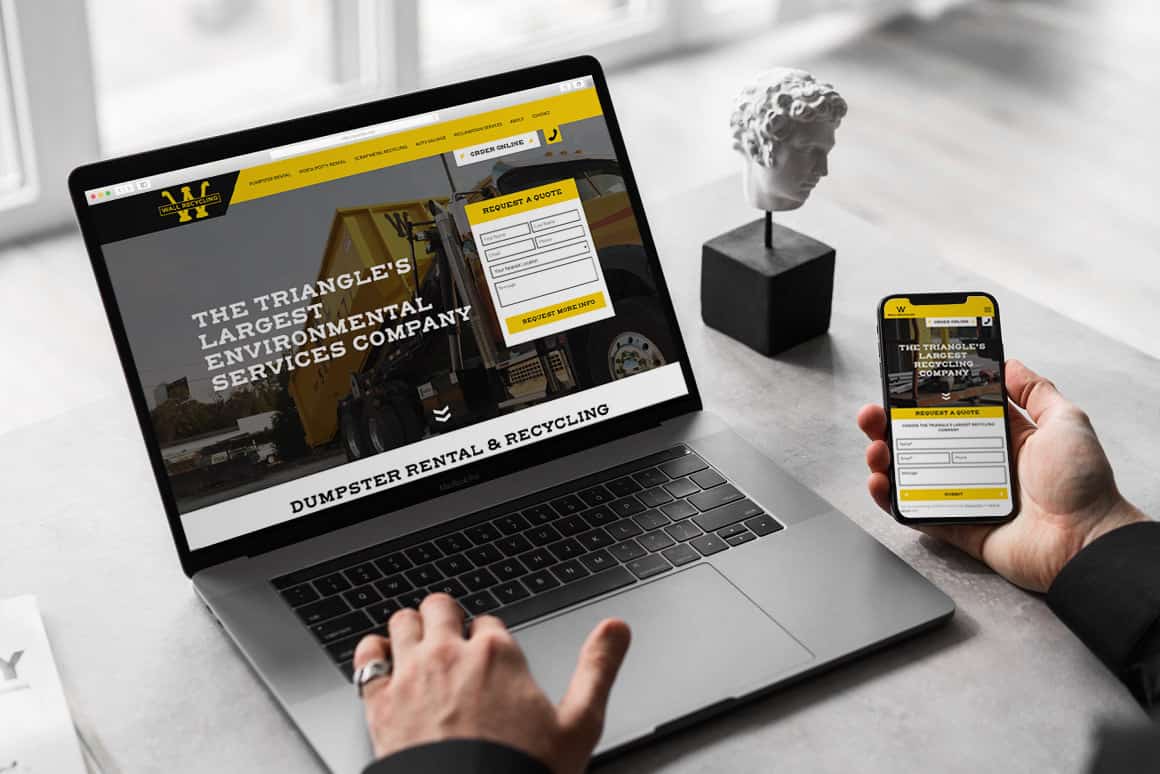 WALL RECYCLING
DUMPSTER RENTAL
PORTA POTTY RENTAL
SCRAP METAL RECYCLING
AUTO SALVAGE
RECLAMATION SERVICES
ABOUT
CONTACT
ORDER ONLINE
THE TRIANGLE'S
LARGEST
ENVIRONMENTAL
SERVICES COMPANY
REQUEST A QUOTE
First Name
Last Name
Email
Phone
Your Nearest Location
Message
REQUEST MORE INFO
DUMPSTER RENTAL & RECYCLING
MacBook Pro
W
WALL RECYCLING
ORDER ONLINE
THE TRIANGLE'S
LARGEST
RECYCLING
COMPANY
REQUEST A QUOTE
CHOOSE THE TRIANGLE'S LARGEST RECYCLING
COMPANY
Name*
Email*
Phone
Message
SUBMIT
Y